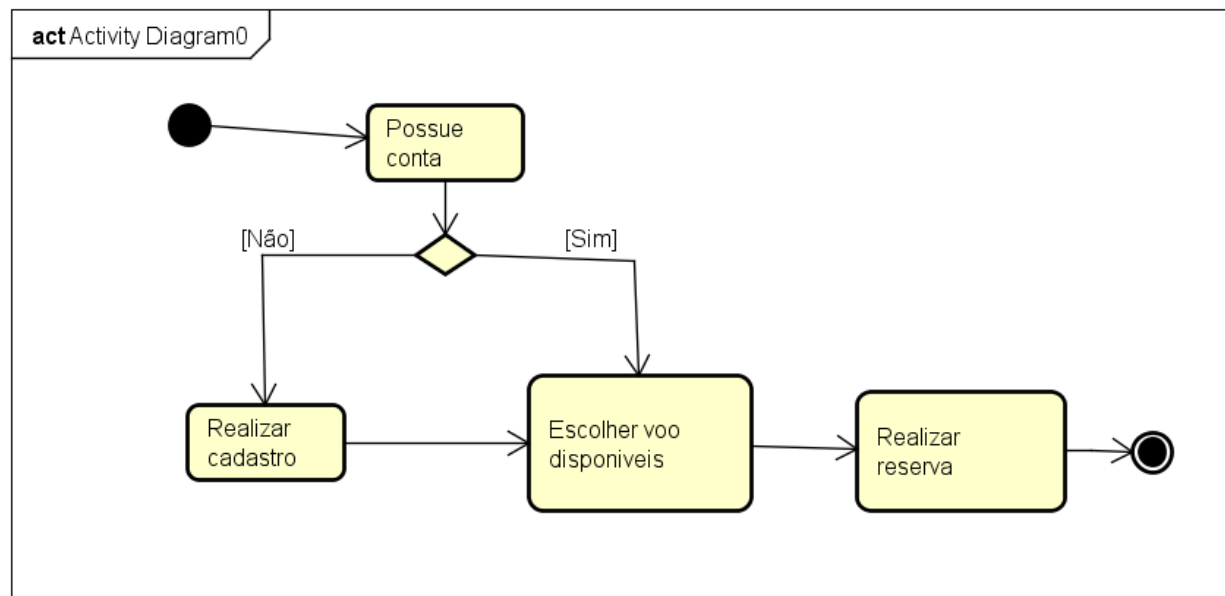 act Activity Diagram0
Possue
conta
[Não]
[Sim]
Realizar
cadastro
Escolher voo
disponiveis
Realizar
reserva